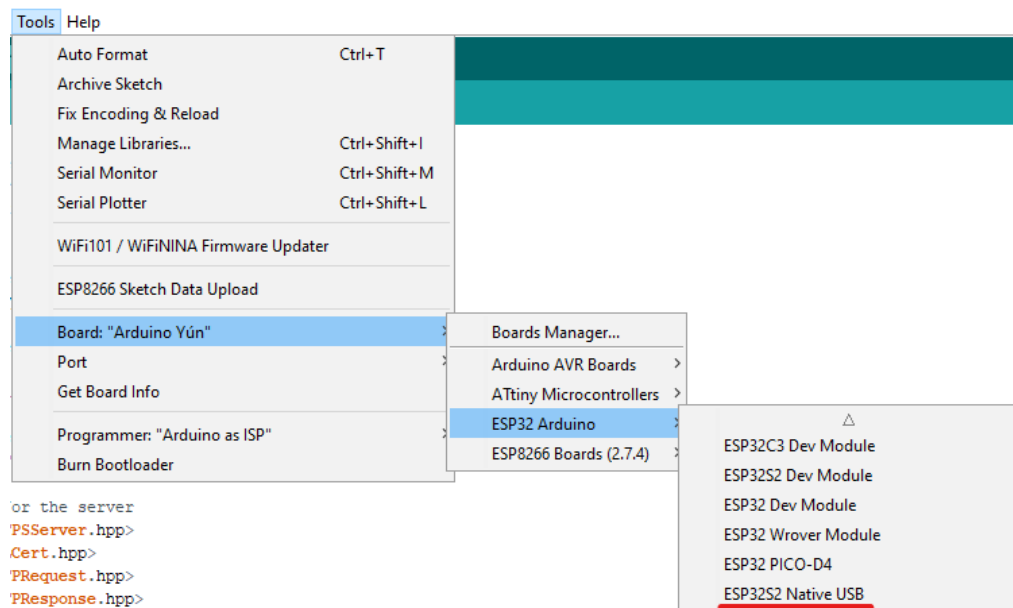 Tools Help
Auto Format Ctrl+T
Archive Sketch
Fix Encoding & Reload
Manage Libraries... Ctrl+Shift+I
Serial Monitor Ctrl+Shift+M
Serial Plotter Ctrl+Shift+L
WiFi101 / WiFiNINA Firmware Updater
ESP8266 Sketch Data Upload
Board: "Arduino Yún"
Port
Get Board Info
Programmer: "Arduino as ISP"
Burn Bootloader
Boards Manager...
Arduino AVR Boards
ATtiny Microcontrollers
ESP32 Arduino
ESP8266 Boards (2.7.4)
ESP32C3 Dev Module
ESP32S2 Dev Module
ESP32 Dev Module
ESP32 Wrover Module
ESP32 PICO-D4
ESP32S2 Native USB
or the server
PSServer.hpp>
Cert.hpp>
PRequest.hpp>
PResponse.hpp>